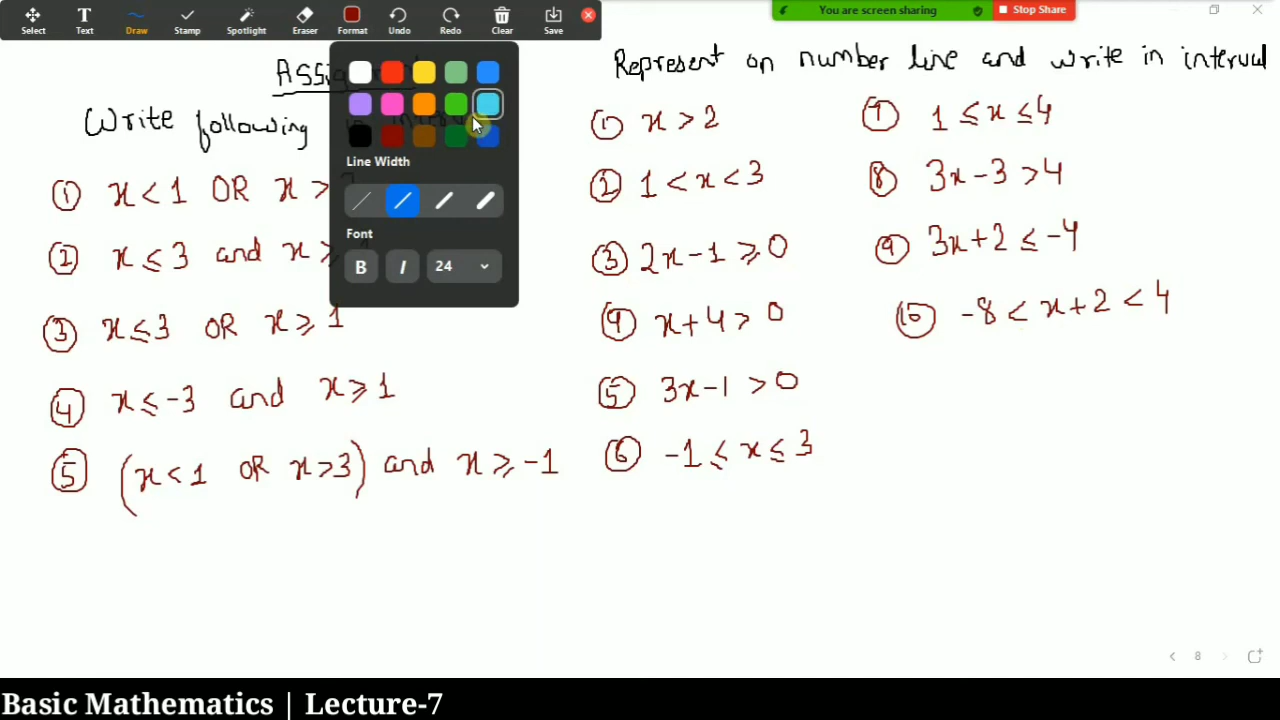 Select Text Draw Stamp Spotlight Eraser Format Undo Redo Clear Save
You are screen sharing Stop Share
Represent on number line and write in interval
Write following
① x < 1 OR x >
② x ≤ 3 and x ≥
③ x ≤ 3 OR x ≥ 1
④ x ≤ -3 and x ≥ 1
⑤ (x < 1 OR x > 3) and x ≥ -1
Line Width
Font
B I 24
① x > 2
② 1 < x < 3
③ 2x - 1 ≥ 0
④ x + 4 > 0
⑤ 3x - 1 > 0
⑥ -1 ≤ x ≤ 3
⑦ 1 ≤ x ≤ 4
⑧ 3x - 3 > 4
⑨ 3x + 2 ≤ -4
⑩ -8 < x + 2 < 4
8
Basic Mathematics | Lecture-7